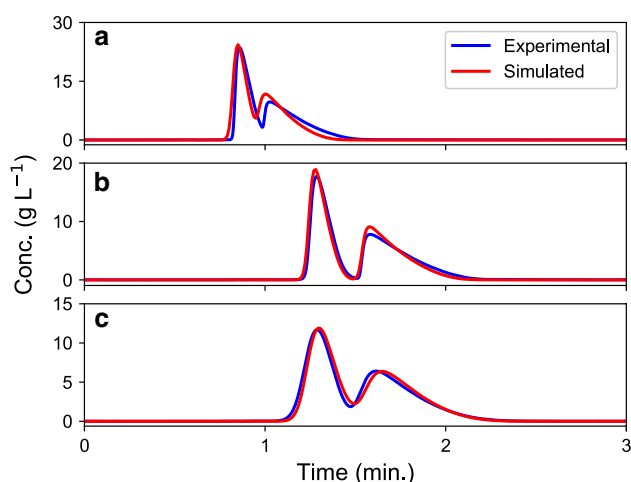 a
30
15
0
Experimental
Simulated
b
20
10
0
Conc. (g L⁻¹)
c
15
10
5
0
0 1 2 3
Time (min.)